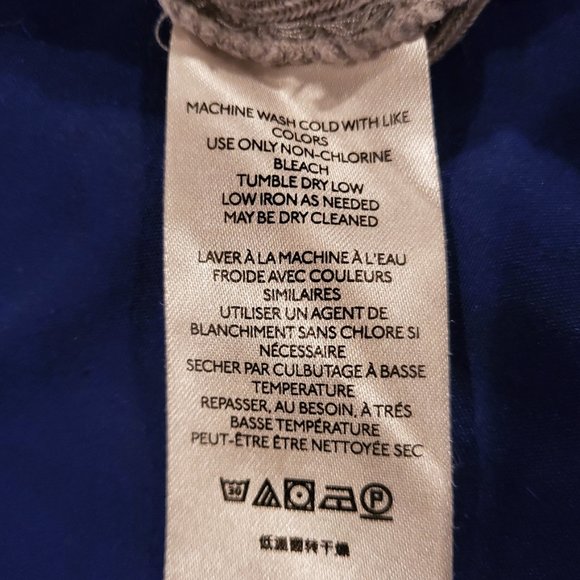 MACHINE WASH COLD WITH LIKE
COLORS
USE ONLY NON-CHLORINE
BLEACH
TUMBLE DRY LOW
LOW IRON AS NEEDED
MAY BE DRY CLEANED
LAVER À LA MACHINE À L'EAU
FROIDE AVEC COULEURS
SIMILAIRES
UTILISER UN AGENT DE
BLANCHIMENT SANS CHLORE SI
NÉCESSAIRE
SECHER PAR CULBUTAGE À BASSE
TEMPERATURE
REPASSER, AU BESOIN, À TRÉS
BASSE TEMPÉRATURE
PEUT-ÊTRE ÊTRE NETTOYÉE SEC
30 P
低温翻转干燥